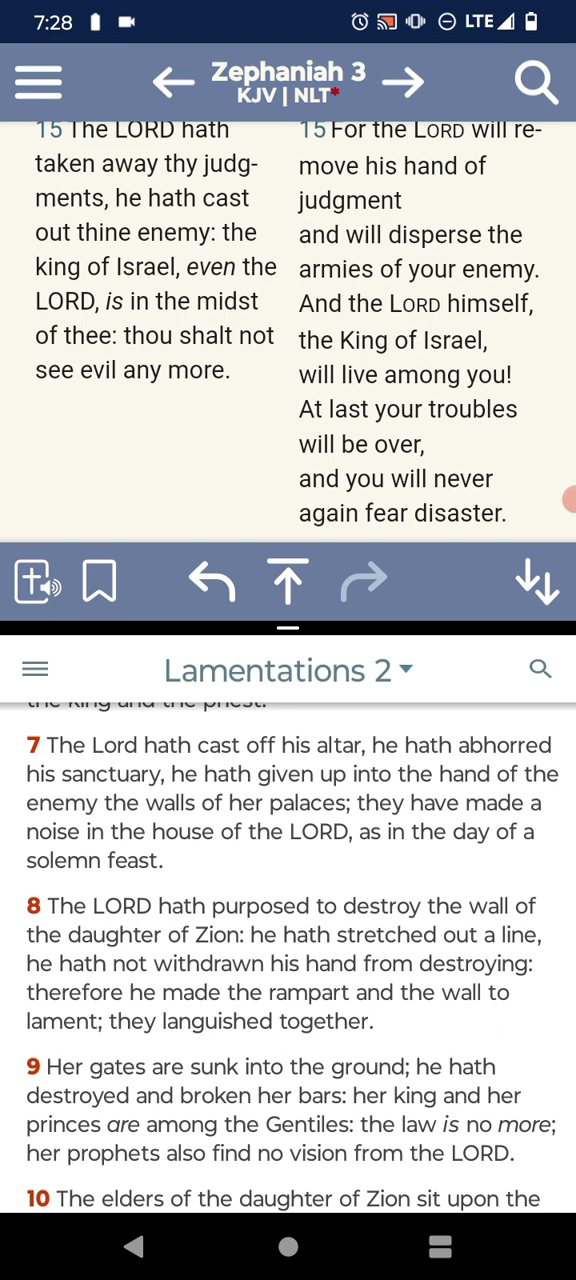 7:28 LTE
Zephaniah 3
KJV | NLT*
15 The LORD hath
taken away thy judg-
ments, he hath cast
out thine enemy: the
king of Israel, even the
LORD, is in the midst
of thee: thou shalt not
see evil any more.
15 For the LORD will re-
move his hand of
judgment
and will disperse the
armies of your enemy.
And the LORD himself,
the King of Israel,
will live among you!
At last your troubles
will be over,
and you will never
again fear disaster.
Lamentations 2
the king and the priest.
7 The Lord hath cast off his altar, he hath abhorred
his sanctuary, he hath given up into the hand of the
enemy the walls of her palaces; they have made a
noise in the house of the LORD, as in the day of a
solemn feast.
8 The LORD hath purposed to destroy the wall of
the daughter of Zion: he hath stretched out a line,
he hath not withdrawn his hand from destroying:
therefore he made the rampart and the wall to
lament; they languished together.
9 Her gates are sunk into the ground; he hath
destroyed and broken her bars: her king and her
princes are among the Gentiles: the law is no more;
her prophets also find no vision from the LORD.
10 The elders of the daughter of Zion sit upon the